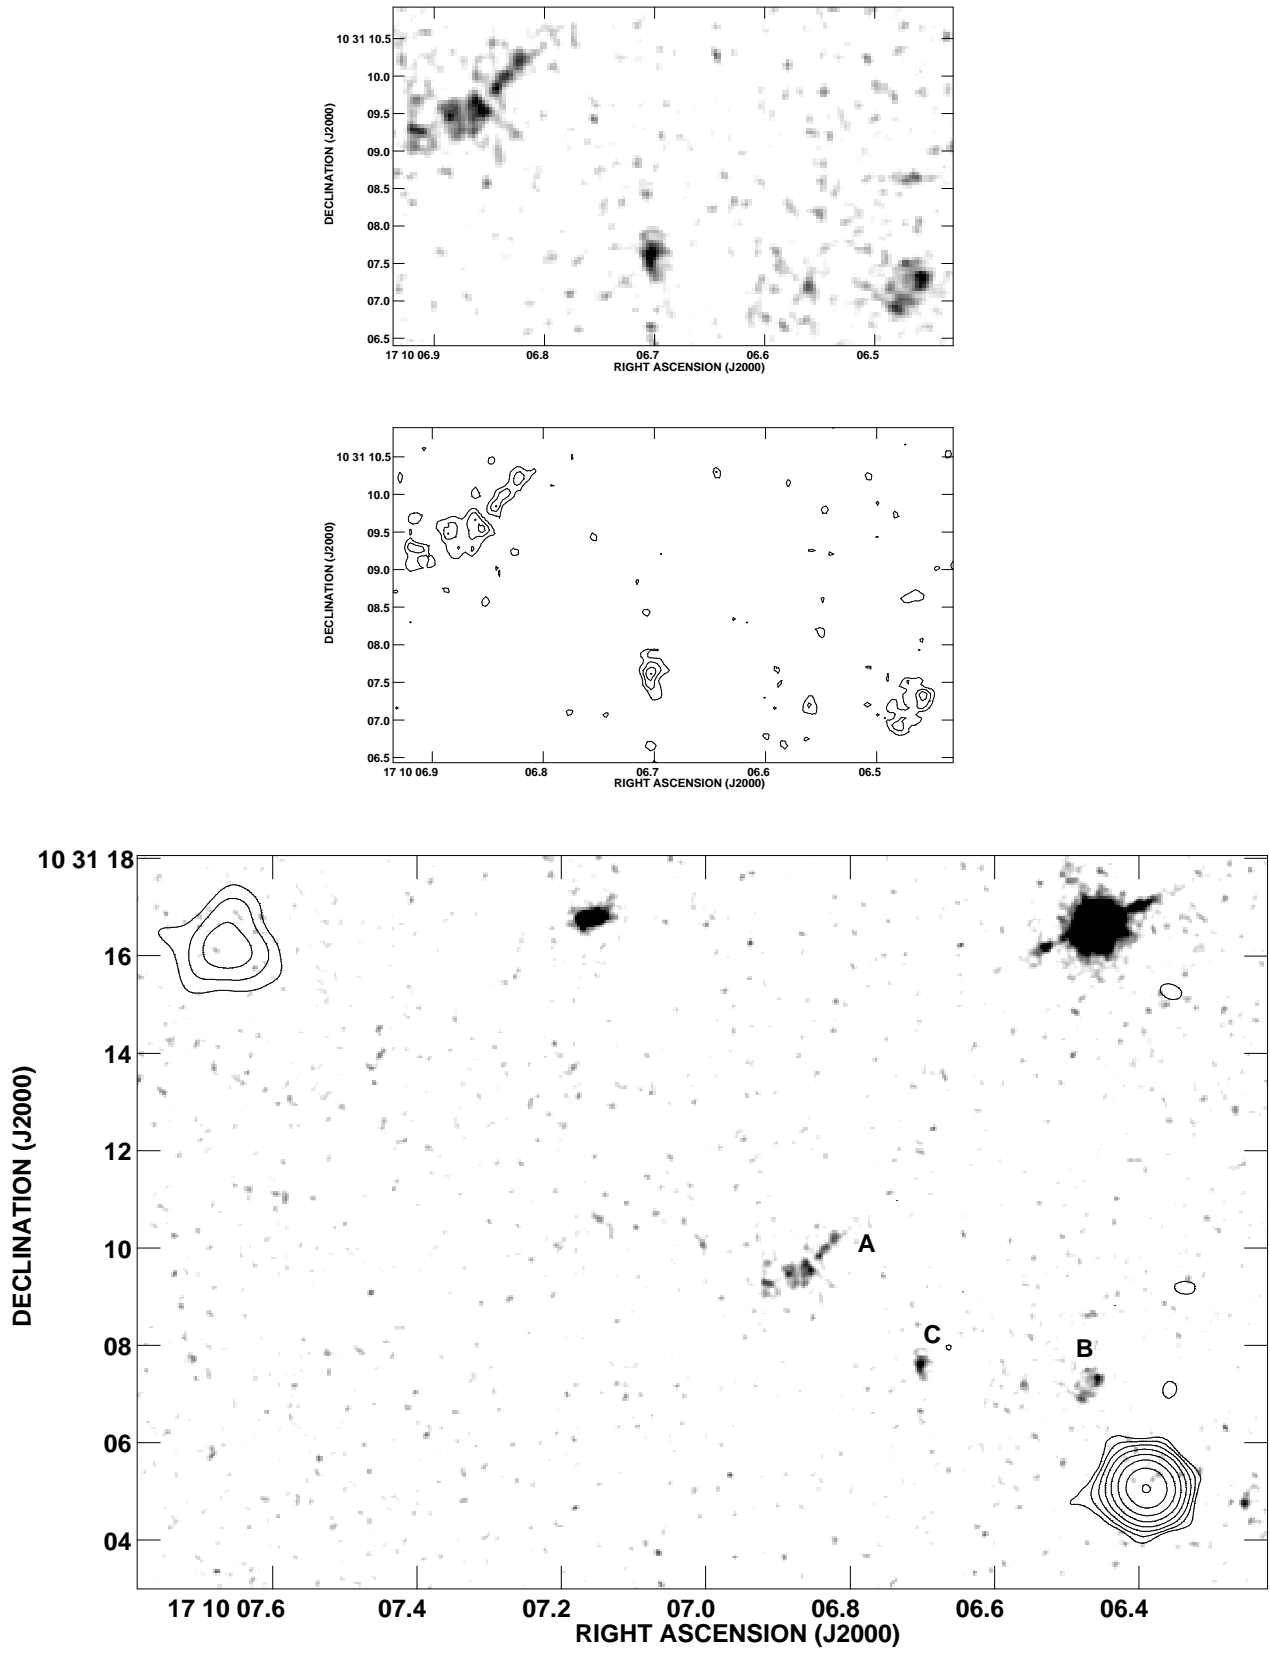 10 31 10.5
10.0
09.5
09.0
08.5
08.0
07.5
07.0
06.5
DECLINATION (J2000)
17 10 06.9 06.8 06.7 06.6 06.5
RIGHT ASCENSION (J2000)
10 31 10.5
10.0
09.5
09.0
08.5
08.0
07.5
07.0
06.5
DECLINATION (J2000)
17 10 06.9 06.8 06.7 06.6 06.5
RIGHT ASCENSION (J2000)
10 31 18
16
14
12
10
08
06
04
DECLINATION (J2000)
A
C
B
17 10 07.6 07.4 07.2 07.0 06.8 06.6 06.4
RIGHT ASCENSION (J2000)